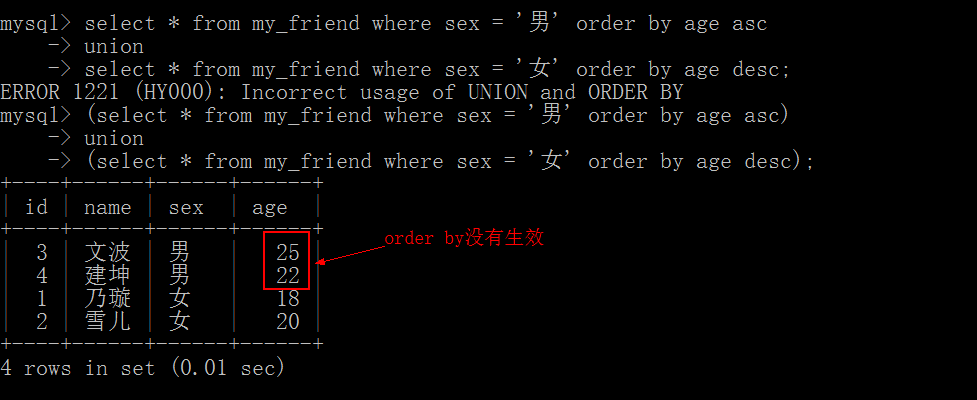 mysql> select * from my_friend where sex = '男' order by age asc
    -> union
    -> select * from my_friend where sex = '女' order by age desc;
ERROR 1221 (HY000): Incorrect usage of UNION and ORDER BY
mysql> (select * from my_friend where sex = '男' order by age asc)
    -> union
    -> (select * from my_friend where sex = '女' order by age desc);
+----+------+------+------+
| id | name | sex | age |
+----+------+------+------+
| 3 | 文波 | 男 | 25 |
order by没有生效
| 4 | 建坤 | 男 | 22 |
| 1 | 乃璇 | 女 | 18 |
| 2 | 雪儿 | 女 | 20 |
+----+------+------+------+
4 rows in set (0.01 sec)